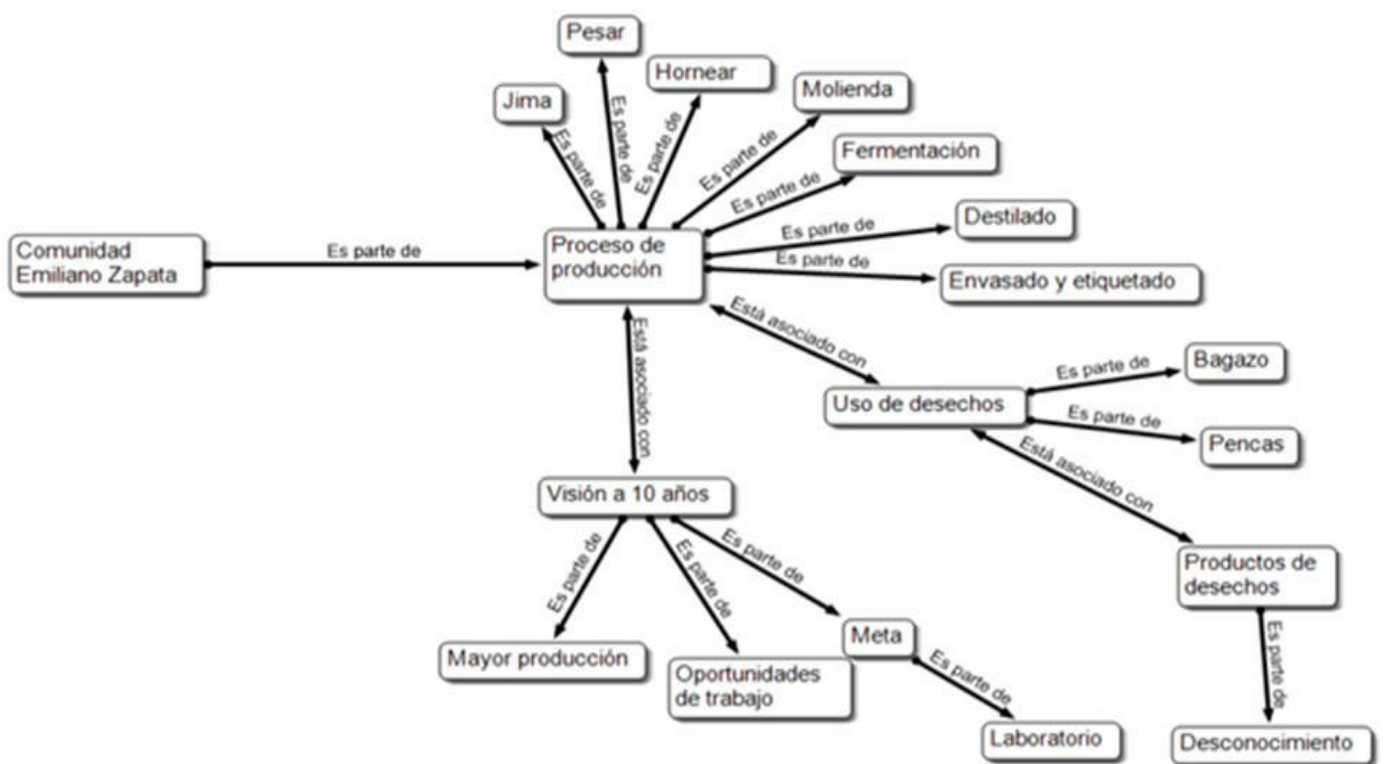 Pesar
Hornear
Jima
Molienda
Es parte de
Es parte de
Es parte de
Es parte de
Fermentación
Es parte de
Destilado
Es parte de
Comunidad
Emiliano Zapata
Es parte de
Proceso de
producción
Es parte de
Envasado y etiquetado
Está asociado con
Está asociado con
Uso de desechos
Es parte de
Bagazo
Es parte de
Pencas
Está asociado con
Visión a 10 años
Es parte de
Es parte de
Es parte de
Productos de
desechos
Mayor producción
Oportunidades
de trabajo
Meta
Es parte de
Laboratorio
Es parte de
Desconocimiento